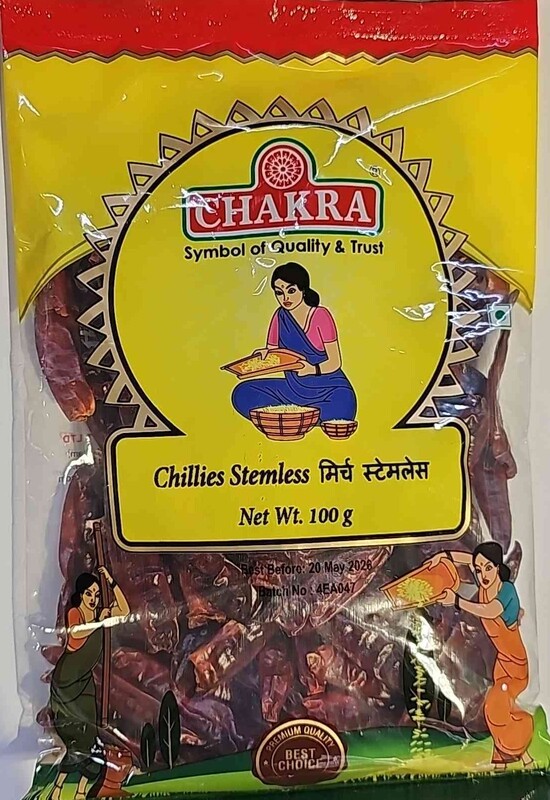 CHAKRA
®
Symbol of Quality & Trust
Chillies Stemless मिर्च स्टेमलेस
Net Wt. 100 g
Best Before: 20 May 2026
Batch No : 4EA047
PREMIUM QUALITY
BEST
CHOICE